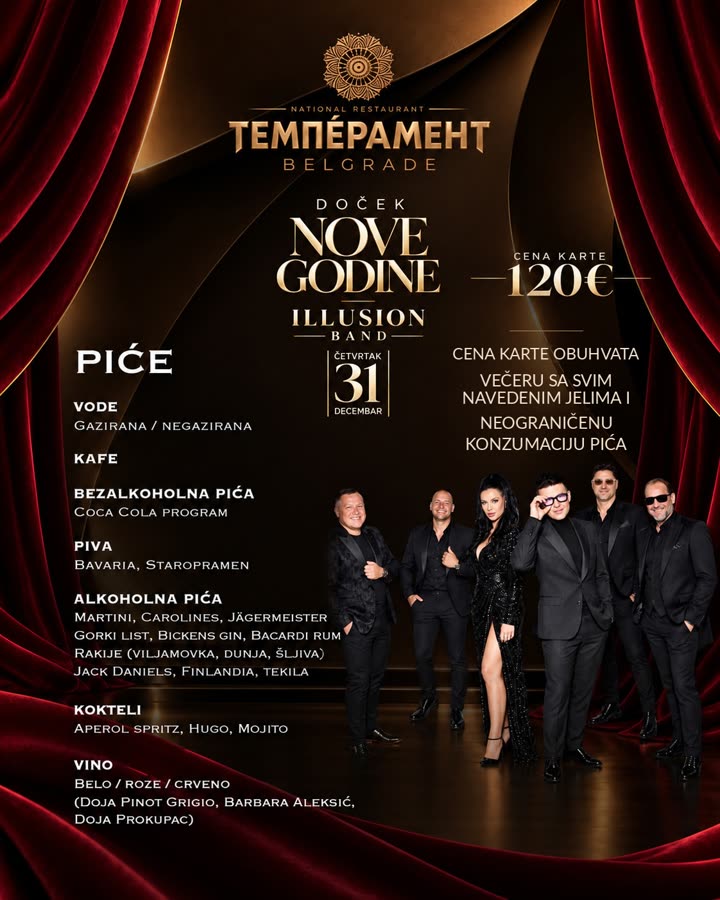 NATIONAL RESTAURANT
ТЕМПÉРАМЕНТ
BELGRADE
DOČEK
NOVE
GODINE
ILLUSION
BAND
ČETVRTAK
31
DECEMBAR
CENA KARTE
120€
CENA KARTE OBUHVATA
VEČERU SA SVIM
NAVEDENIM JELIMA I
NEOGRANIČENU
KONZUMACIJU PIĆA
PIĆE
VODE
GAZIRANA / NEGAZIRANA
KAFE
BEZALKOHOLNA PIĆA
COCA COLA PROGRAM
PIVA
BAVARIA, STAROPRAMEN
ALKOHOLNA PIĆA
MARTINI, CAROLINES, JÄGERMEISTER
GORKI LIST, BICKENS GIN, BACARDI RUM
RAKIJE (VILJAMOVKA, DUNJA, ŠLJIVA)
JACK DANIELS, FINLANDIA, TEKILA
KOKTELI
APEROL SPRITZ, HUGO, MOJITO
VINO
BELO / ROZE / CRVENO
(DOJA PINOT GRIGIO, BARBARA ALEKSIĆ,
DOJA PROKUPAC)